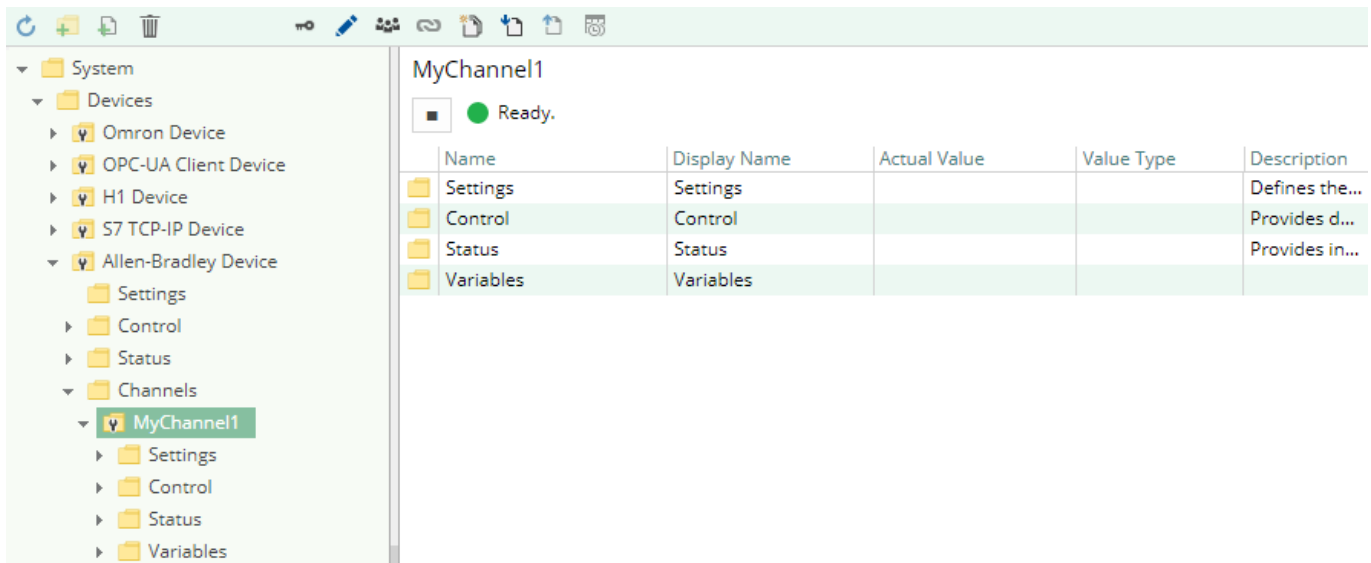 System
Devices
Omron Device
OPC-UA Client Device
H1 Device
S7 TCP-IP Device
Allen-Bradley Device
Settings
Control
Status
Channels
MyChannel1
Settings
Control
Status
Variables
MyChannel1
Ready.
Name Display Name Actual Value Value Type Description
Settings Settings Defines the...
Control Control Provides d...
Status Status Provides in...
Variables Variables